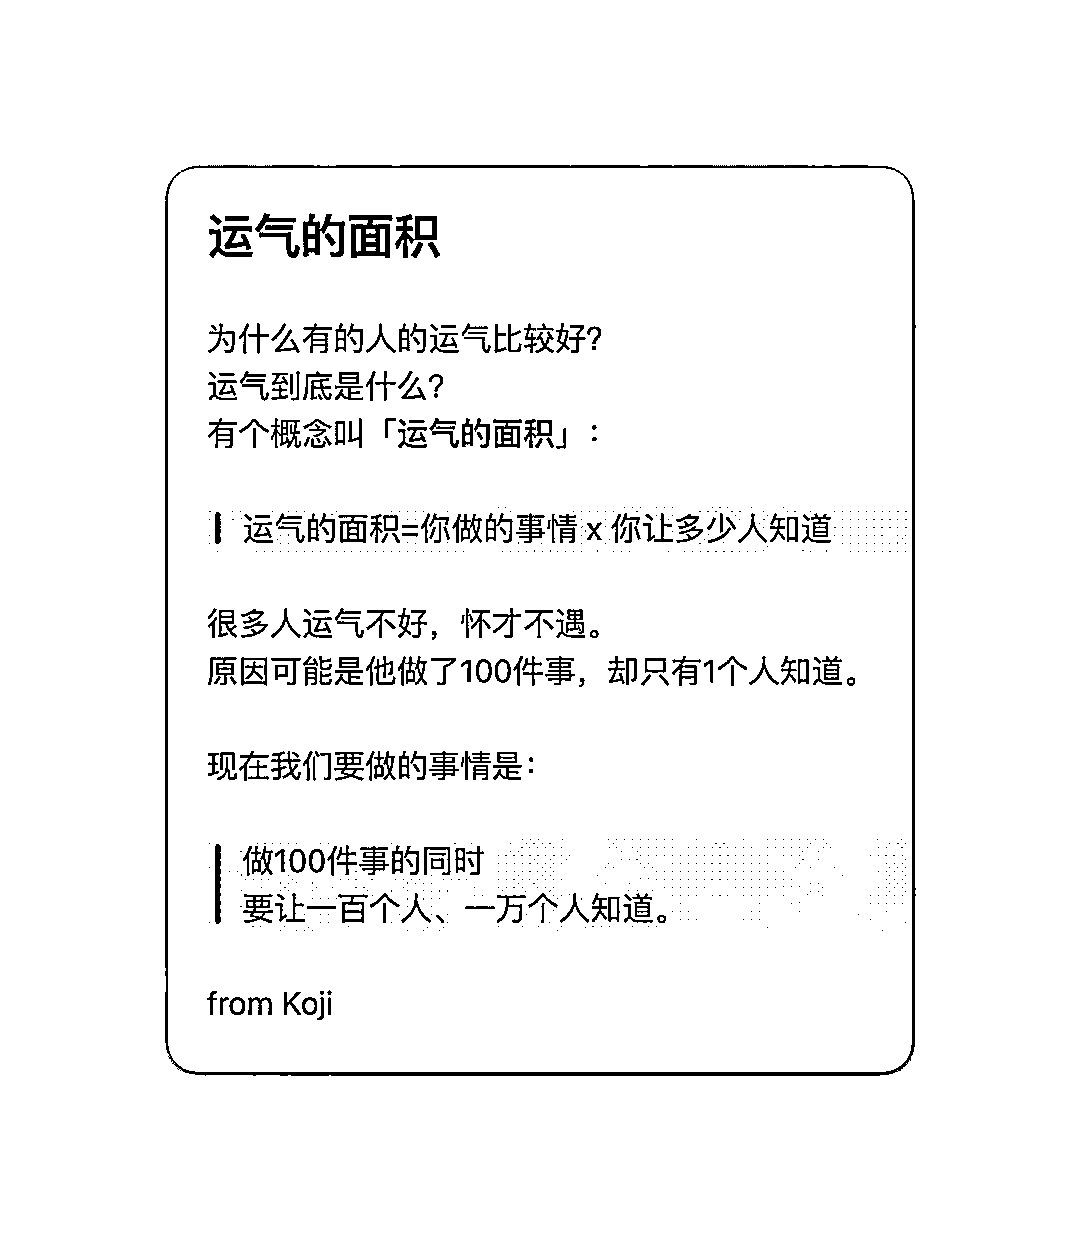 运气的面积
为什么有的人的运气比较好？
运气到底是什么？
有个概念叫「运气的面积」：
运气的面积=你做的事情 x 你让多少人知道
很多人运气不好，怀才不遇。
原因可能是他做了100件事，却只有1个人知道。
现在我们要做的事情是：
做100件事的同时
要让一百个人、一万个人知道。
from Koji